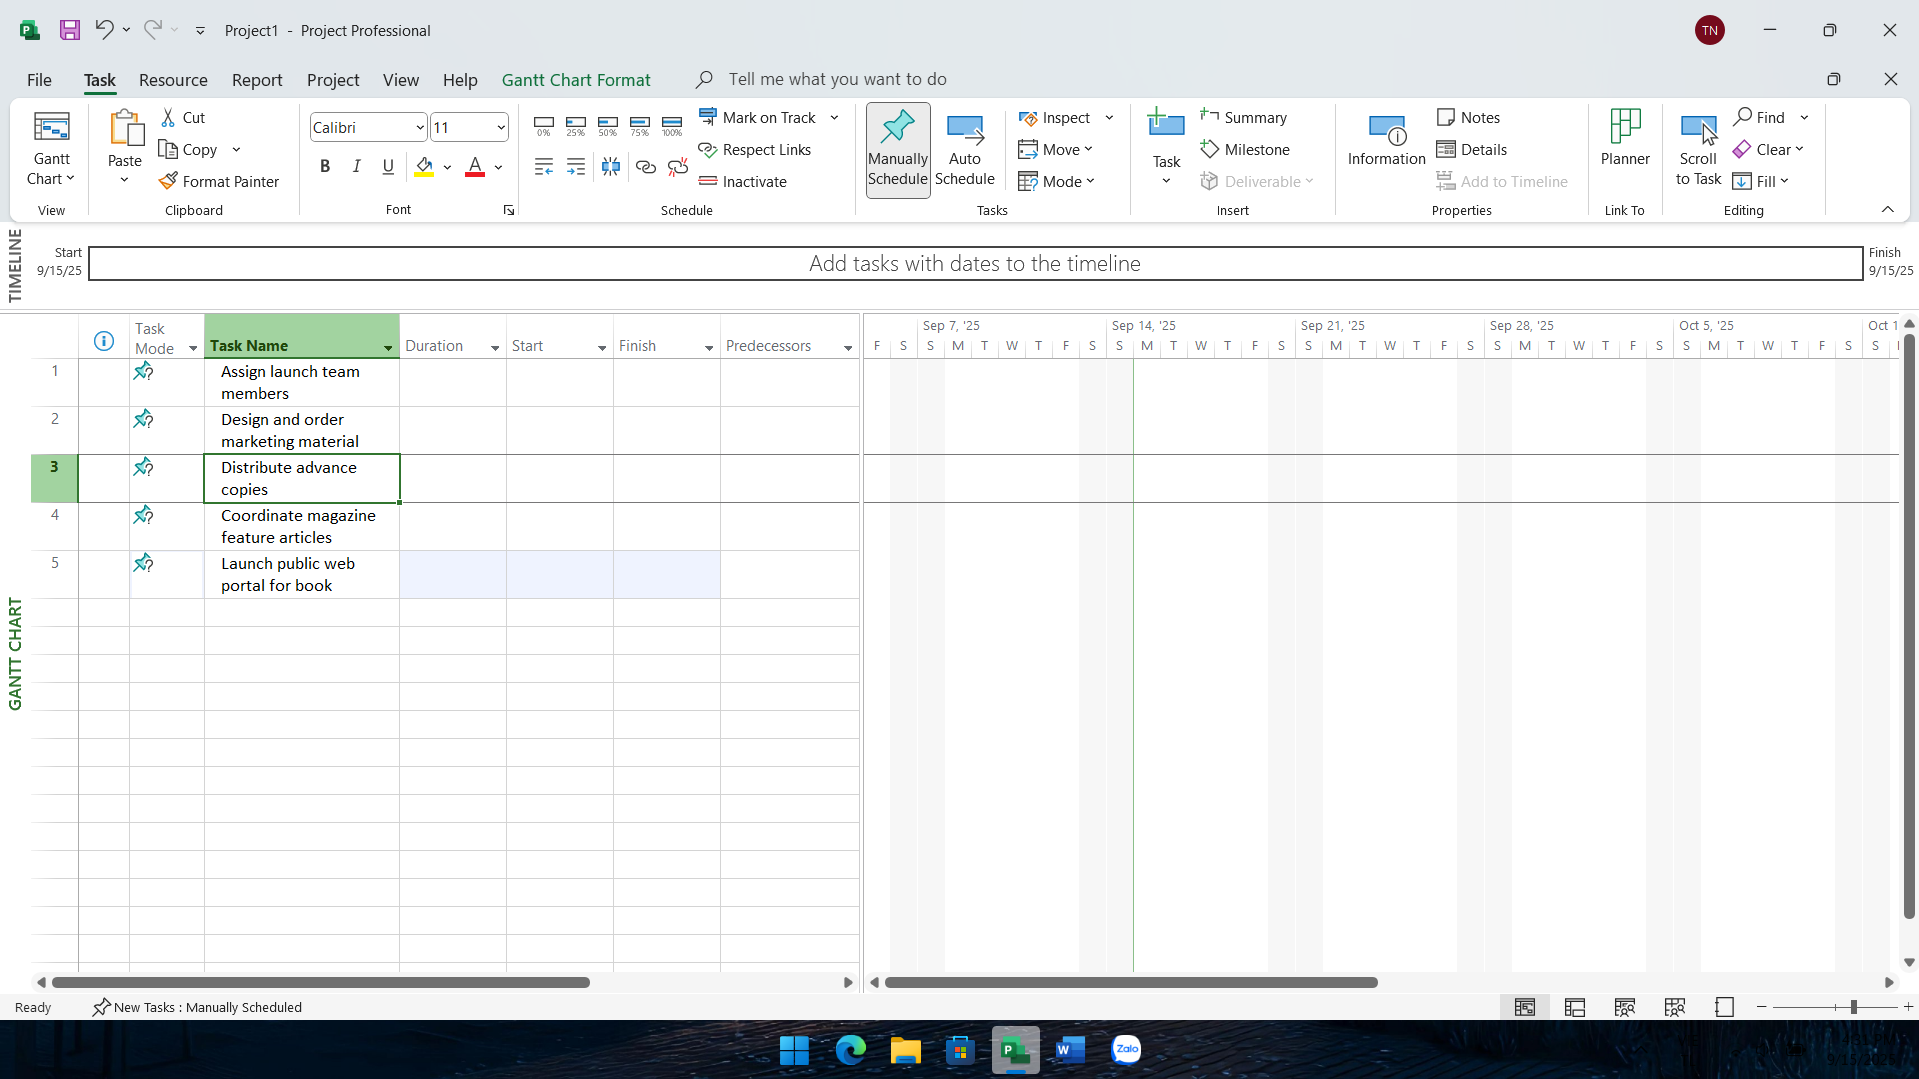 Project1 - Project Professional
TN
File Task Resource Report Project View Help Gantt Chart Format Tell me what you want to do
Gantt Chart
View
Paste
Cut
Copy
Format Painter
Clipboard
Calibri 11
B I U A
Font
0% 25% 50% 75% 100%
Mark on Track
Respect Links
Inactivate
Schedule
Manually Schedule
Auto Schedule
Inspect
Move
Mode
Tasks
Task
Summary
Milestone
Deliverable
Insert
Information
Notes
Details
Add to Timeline
Properties
Planner
Link To
Scroll to Task
Find
Clear
Fill
Editing
TIMELINE
Start
9/15/25
Add tasks with dates to the timeline
Finish
9/15/25
Task Mode Task Name Duration Start Finish Predecessors
Sep 7, '25 Sep 14, '25 Sep 21, '25 Sep 28, '25 Oct 5, '25 Oct 1
F S S M T W T F S S M T W T F S S M T W T F S S M T W T F S S M T W T F S S
1 Assign launch team
members
2 Design and order
marketing material
3 Distribute advance
copies
4 Coordinate magazine
feature articles
5 Launch public web
portal for book
GANTT CHART
Ready New Tasks : Manually Scheduled
Zalo